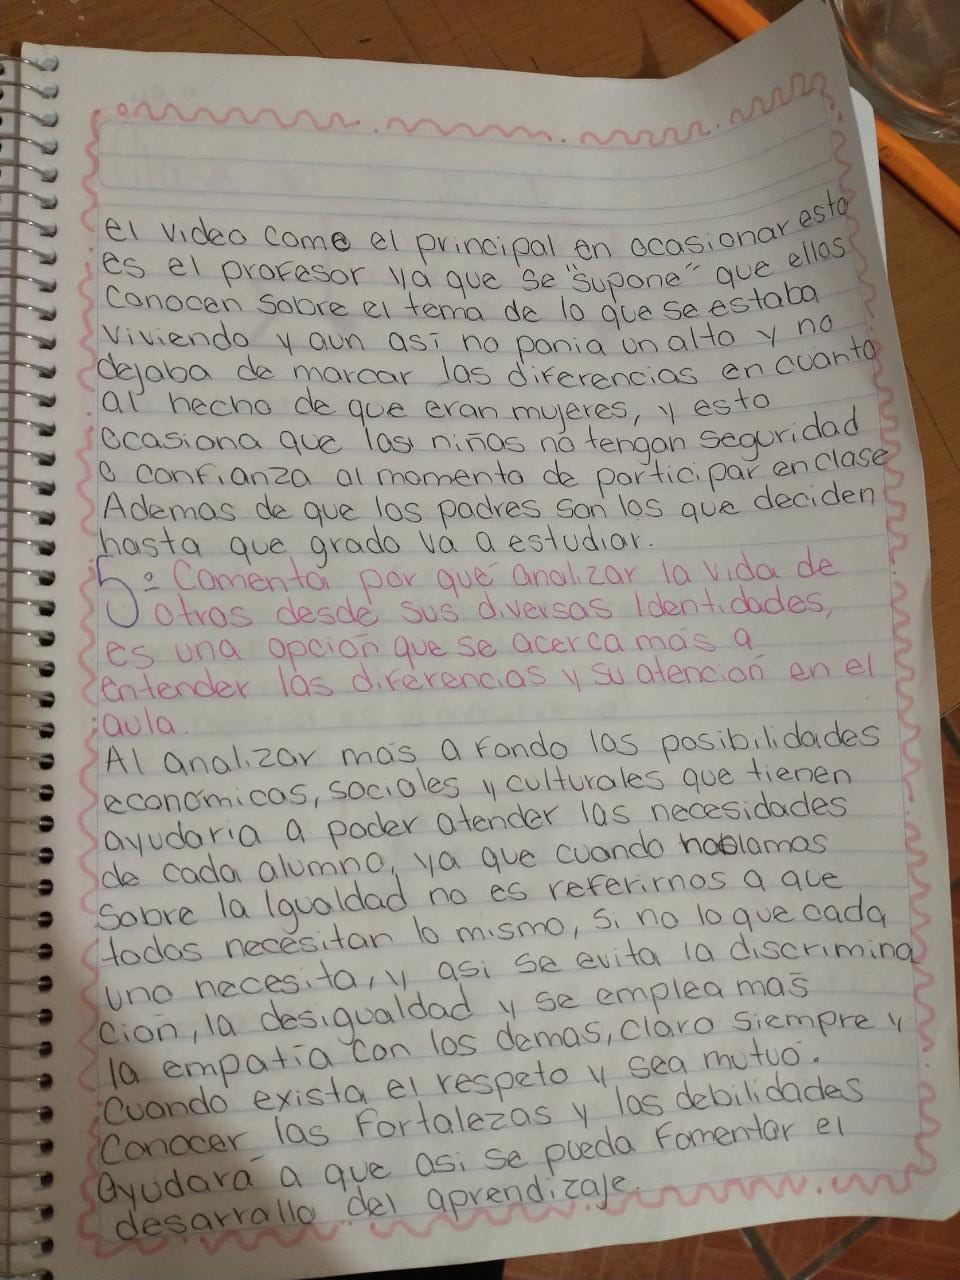 el video come el principal en ocasionar esto
es el profesor ya que se "supone" que ellos
conocen sobre el tema de lo que se estaba
viviendo y aun así no ponia un alto y no
dejaba de marcar las diferencias en cuanto
al hecho de que eran mujeres, y esto
ocasiona que las niñas no tengan seguridad
o confianza al momento de participar en clase
Ademas de que los padres son los que deciden
hasta que grado va a estudiar.
5: Comenta por qué analizar la vida de
otros desde sus diversas Identidades,
es una opción que se acerca más a
entender las diferencias y su atención en el
aula.
Al analizar más a fondo las posibilidades
económicas, sociales y culturales que tienen
ayudaria a poder atender las necesidades
de cada alumno, ya que cuando hablamos
sobre la Igualdad no es referirnos a que
todos necesitan lo mismo, si no lo que cada
uno necesita, y así se evita la discrimina
ción, la desigualdad y se emplea más
la empatía con los demas, claro siempre y
cuando exista el respeto y sea mutuo.
Conocer las fortalezas y las debilidades
ayudará a que asi se pueda fomentar el
desarrollo del aprendizaje.